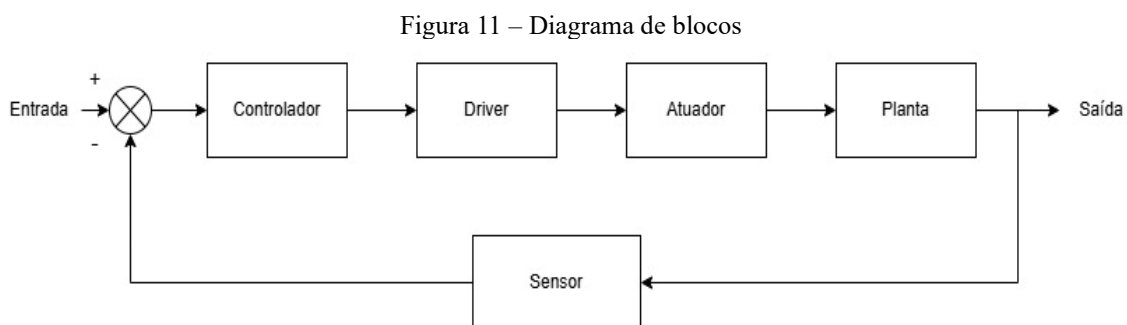 Figura 11 – Diagrama de blocos
+
Entrada
-
Controlador
Driver
Atuador
Planta
Saída
Sensor